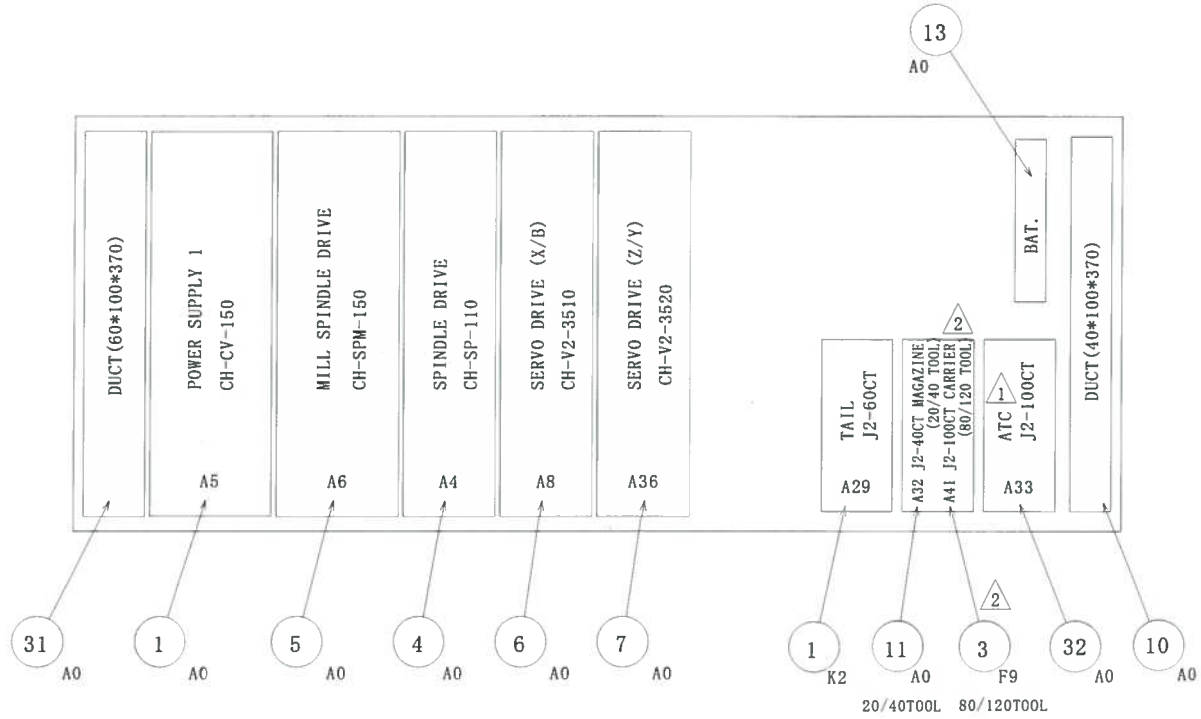 13
A0
DUCT(60*100*370)
POWER SUPPLY 1
CH-CV-150
A5
MILL SPINDLE DRIVE
CH-SPM-150
A6
SPINDLE DRIVE
CH-SP-110
A4
SERVO DRIVE (X/B)
CH-V2-3510
A8
SERVO DRIVE (Z/Y)
CH-V2-3520
A36
TAIL
J2-60CT
A29
A32 J2-40CT MAGAZINE
(20/40 TOOL)
A41 J2-100CT CARRIER
(80/120 TOOL)
2
1
ATC
J2-100CT
A33
BAT.
DUCT(40*100*370)
31
A0
1
A0
5
A0
4
A0
6
A0
7
A0
1
K2
11
A0
20/40TOOL
2
3
F9
80/120TOOL
32
A0
10
A0